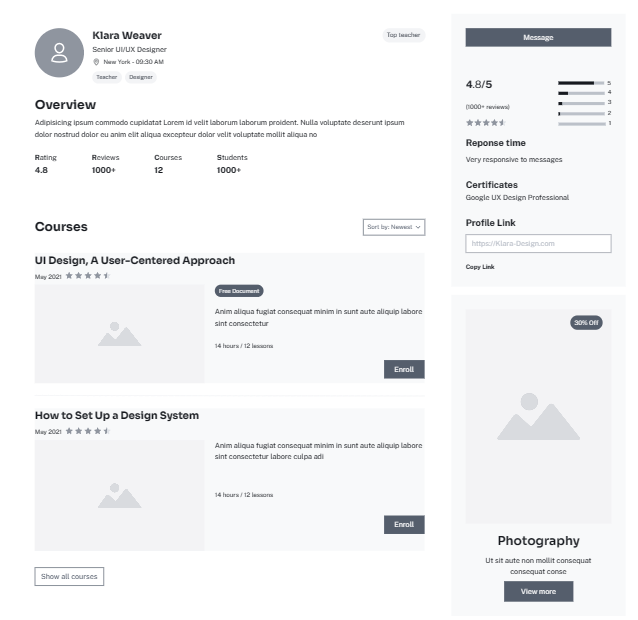 Klara Weaver
Top teacher
Senior UI/UX Designer
New York - 09:30 AM
Teacher Designer
Overview
Adipisicing ipsum commodo cupidatat Lorem id velit laborum laborum proident. Nulla voluptate deserunt ipsum
dolor nostrud dolor eu anim elit aliqua excepteur dolor velit voluptate mollit aliqua no
Rating Reviews Courses Students
4.8 1000+ 12 1000+
Courses
Sort by: Newest
UI Design, A User-Centered Approach
May 2021
Free Document
Anim aliqua fugiat consequat minim in sunt aute aliquip labore
sint consectetur
14 hours / 12 lessons
Enroll
How to Set Up a Design System
May 2021
Anim aliqua fugiat consequat minim in sunt aute aliquip labore
sint consectetur labore culpa adi
14 hours / 12 lessons
Enroll
Show all courses
Message
4.8/5
(1000+ reviews)
5
4
3
2
1
Reponse time
Very responsive to messages
Certificates
Google UX Design Professional
Profile Link
https://Klara-Design.com
Copy Link
30% Off
Photography
Ut sit aute non mollit consequat
consequat conse
View more